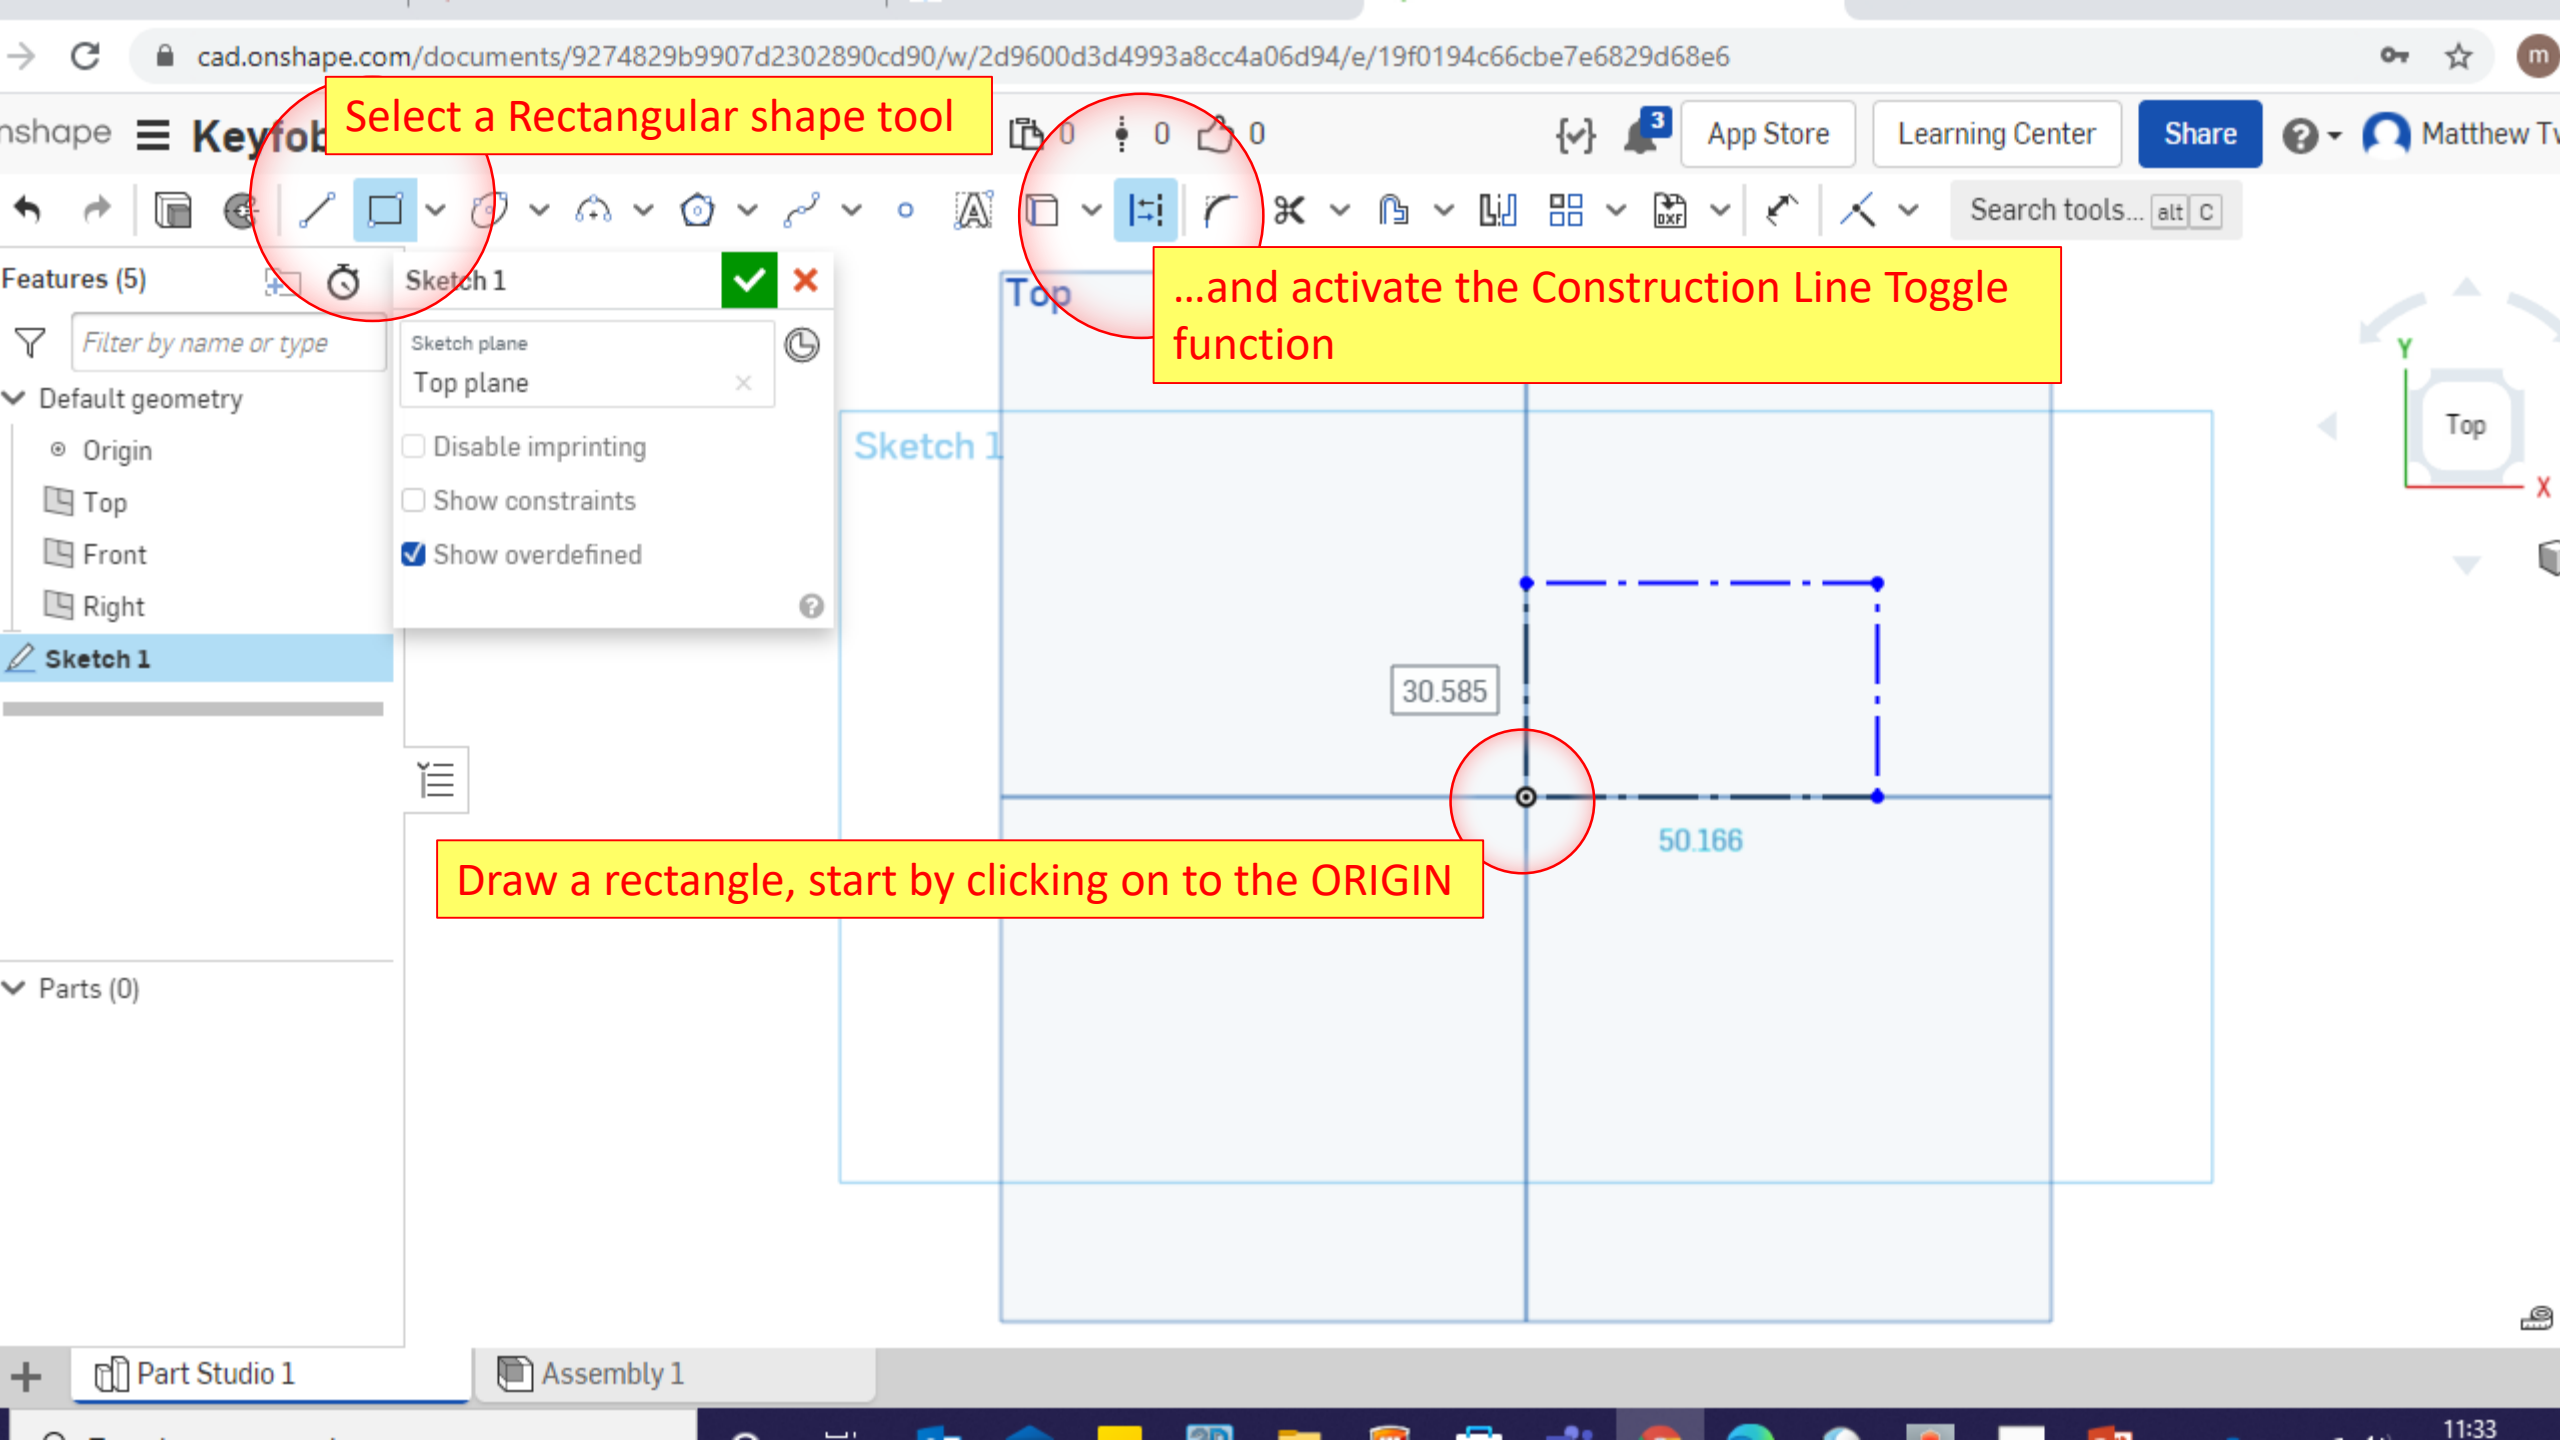 cad.onshape.com/documents/9274829b9907d2302890cd90/w/2d9600d3d4993a8cc4a06d94/e/19f0194c66cbe7e6829d68e6
m
Select a Rectangular shape tool
nshape Keyfob 0 0 0 3 App Store Learning Center Share Matthew Tw
Search tools... alt C
Features (5)
Sketch 1
Top
...and activate the Construction Line Toggle
function
Filter by name or type
Sketch plane
Top plane
Default geometry
Origin
Top
Front
Right
Sketch 1
Disable imprinting
Show constraints
Show overdefined
Sketch 1
Y
Top
X
30.585
50.166
Draw a rectangle, start by clicking on to the ORIGIN
Parts (0)
Part Studio 1
Assembly 1
11:33